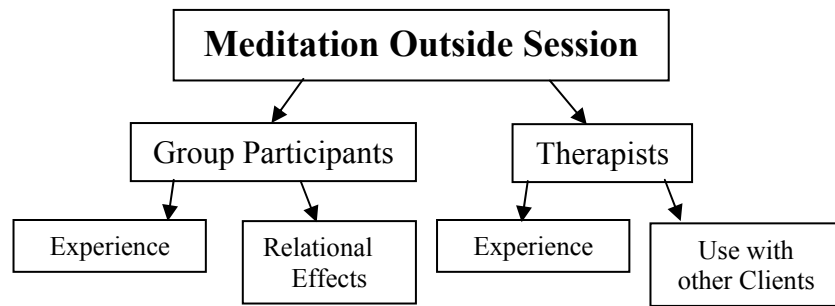 Meditation Outside Session
Group Participants
Therapists
Experience
Relational
Effects
Experience
Use with
other Clients